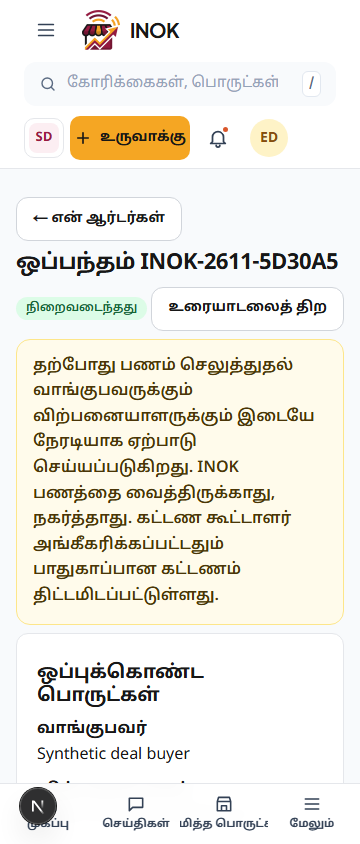 INOK
கோரிக்கைகள், பொருட்கள்
/
SD
+ உருவாக்கு
ED
← என் ஆர்டர்கள்
ஒப்பந்தம் INOK-2611-5D30A5
நிறைவடைந்தது
உரையாடலைத் திற
தற்போது பணம் செலுத்துதல்
வாங்குபவருக்கும்
விற்பனையாளருக்கும் இடையே
நேரடியாக ஏற்பாடு
செய்யப்படுகிறது. INOK
பணத்தை வைத்திருக்காது,
நகர்த்தாது. கட்டண கூட்டாளர்
அங்கீகரிக்கப்பட்டதும்
பாதுகாப்பான கட்டணம்
திட்டமிடப்பட்டுள்ளது.
ஒப்புக்கொண்ட
பொருட்கள்
வாங்குபவர்
Synthetic deal buyer
N
முகப்பு
செய்திகள்
மேலும்